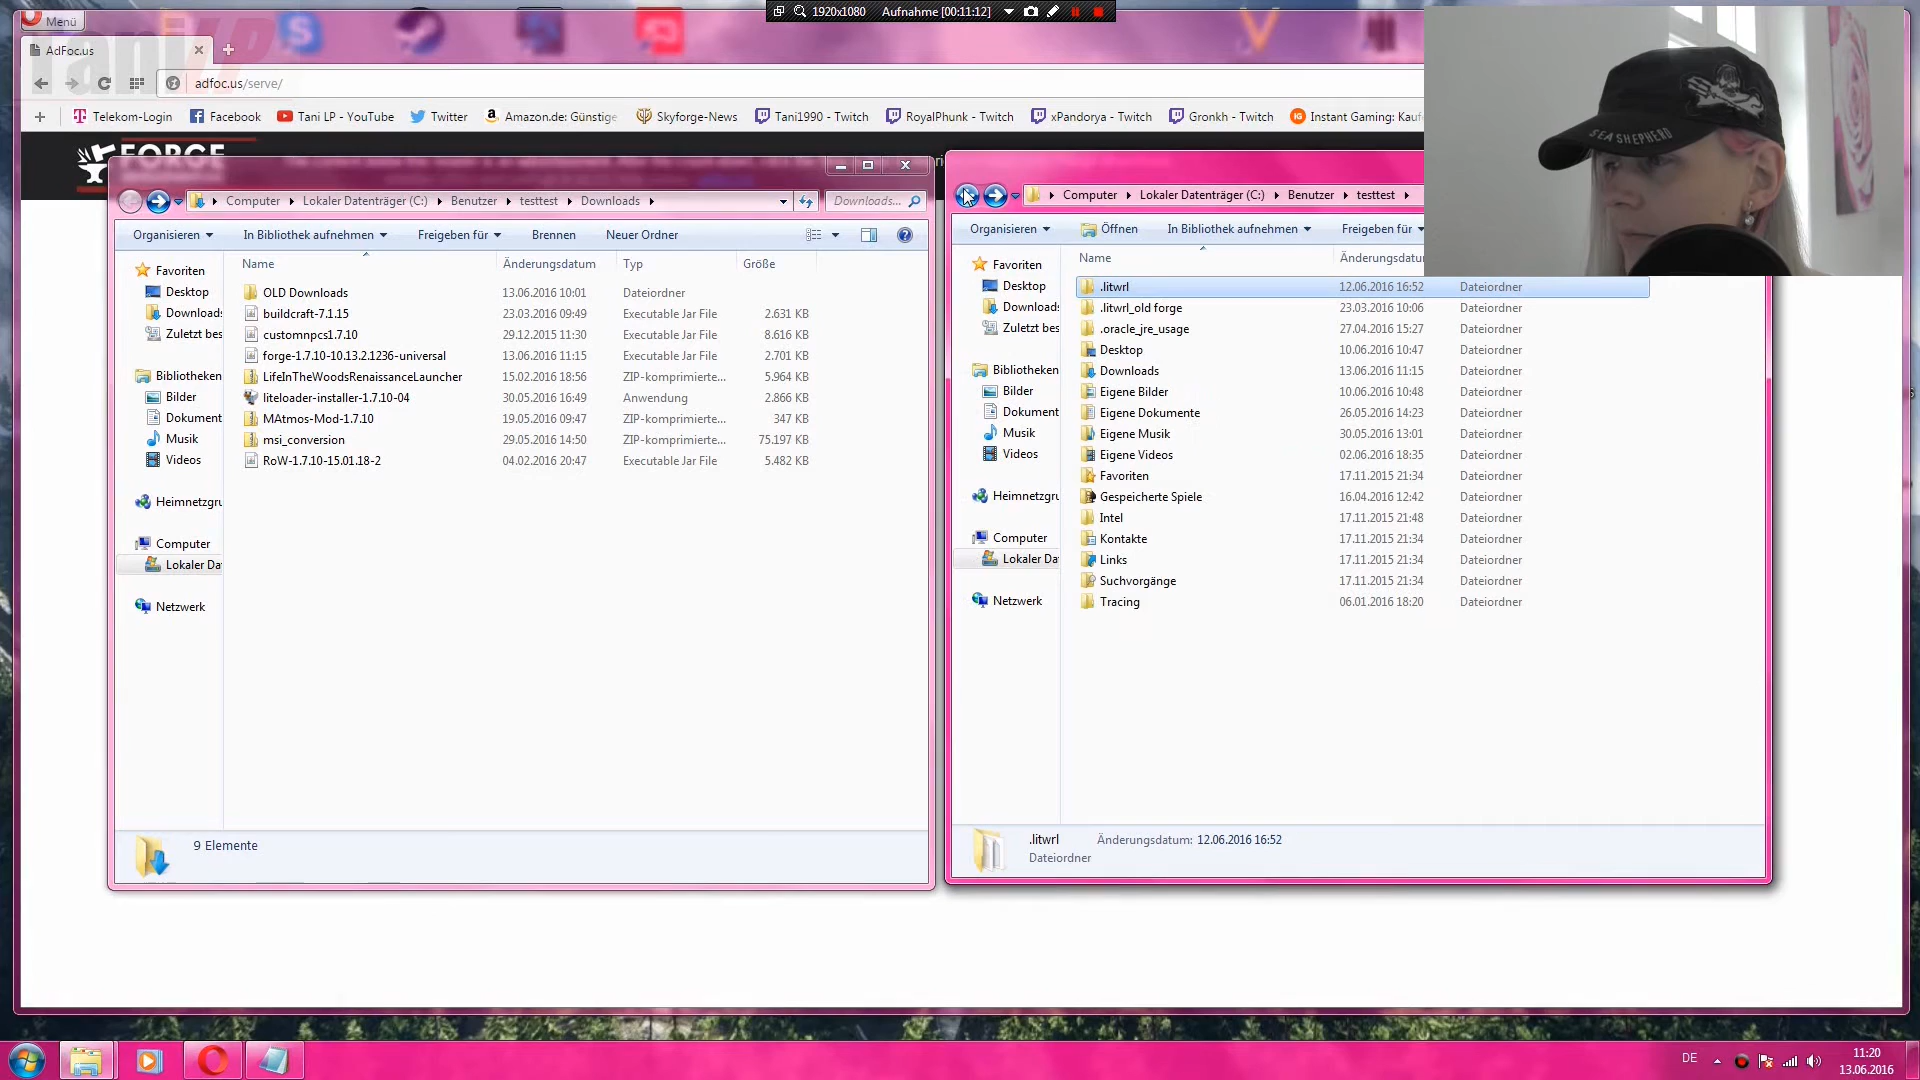 1920x1080 Aufnahme [00:11:12]
Menü
AdFoc.us
adfoc.us/serve/
Telekom-Login Facebook Tani LP - YouTube Twitter Amazon.de: Günstige Skyforge-News Tani1990 - Twitch RoyalPhunk - Twitch xPandorya - Twitch Gronkh - Twitch Instant Gaming: Kauf
FORGE
SEA SHEPHERD
Computer Lokaler Datenträger (C:) Benutzer testtest Downloads
Downloads...
Organisieren In Bibliothek aufnehmen Freigeben für Brennen Neuer Ordner
Favoriten
Desktop
Downloads
Zuletzt bes
Bibliotheken
Bilder
Dokument
Musik
Videos
Heimnetzgru
Computer
Lokaler Da
Netzwerk
Name Änderungsdatum Typ Größe
OLD Downloads 13.06.2016 10:01 Dateiordner
buildcraft-7.1.15 23.03.2016 09:49 Executable Jar File 2.631 KB
customnpcs1.7.10 29.12.2015 11:30 Executable Jar File 8.616 KB
forge-1.7.10-10.13.2.1236-universal 13.06.2016 11:15 Executable Jar File 2.701 KB
LifeInTheWoodsRenaissanceLauncher 15.02.2016 18:56 ZIP-komprimierte... 5.964 KB
liteloader-installer-1.7.10-04 30.05.2016 16:49 Anwendung 2.866 KB
MAtmos-Mod-1.7.10 19.05.2016 09:47 ZIP-komprimierte... 347 KB
msi_conversion 29.05.2016 14:50 ZIP-komprimierte... 75.197 KB
RoW-1.7.10-15.01.18-2 04.02.2016 20:47 Executable Jar File 5.482 KB
9 Elemente
Computer Lokaler Datenträger (C:) Benutzer testtest
Organisieren Öffnen In Bibliothek aufnehmen Freigeben für
Favoriten
Desktop
Downloads
Zuletzt bes
Bibliotheken
Bilder
Dokument
Musik
Videos
Heimnetzgru
Computer
Lokaler Da
Netzwerk
Name Änderungsdatu
.litwrl 12.06.2016 16:52 Dateiordner
.litwrl_old forge 23.03.2016 10:06 Dateiordner
.oracle_jre_usage 27.04.2016 15:27 Dateiordner
Desktop 10.06.2016 10:47 Dateiordner
Downloads 13.06.2016 11:15 Dateiordner
Eigene Bilder 10.06.2016 10:48 Dateiordner
Eigene Dokumente 26.05.2016 14:23 Dateiordner
Eigene Musik 30.05.2016 13:01 Dateiordner
Eigene Videos 02.06.2016 18:35 Dateiordner
Favoriten 17.11.2015 21:34 Dateiordner
Gespeicherte Spiele 16.04.2016 12:42 Dateiordner
Intel 17.11.2015 21:48 Dateiordner
Kontakte 17.11.2015 21:34 Dateiordner
Links 17.11.2015 21:34 Dateiordner
Suchvorgänge 17.11.2015 21:34 Dateiordner
Tracing 06.01.2016 18:20 Dateiordner
.litwrl Änderungsdatum: 12.06.2016 16:52
Dateiordner
DE
11:20
13.06.2016